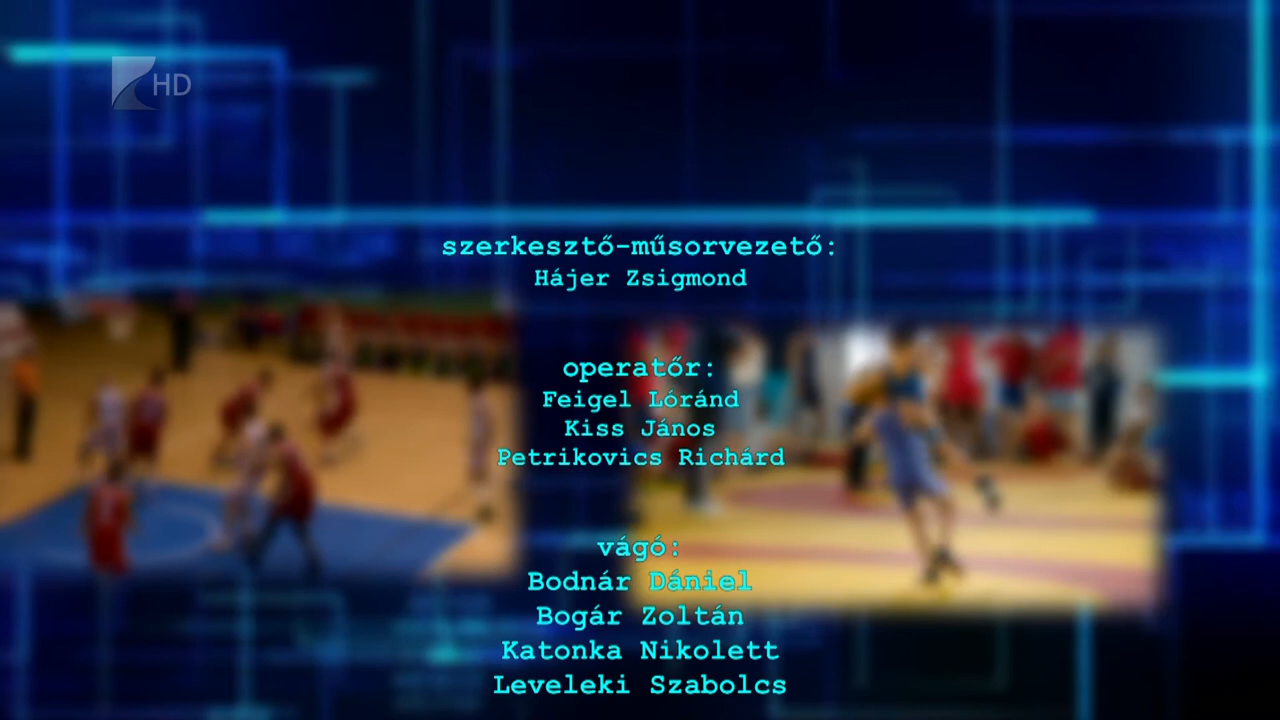 HD
szerkesztő-műsorvezető:
Hájer Zsigmond
operatőr:
Feigel Lóránd
Kiss János
Petrikovics Richárd
vágó:
Bodnár Dániel
Bogár Zoltán
Katonka Nikolett
Leveleki Szabolcs